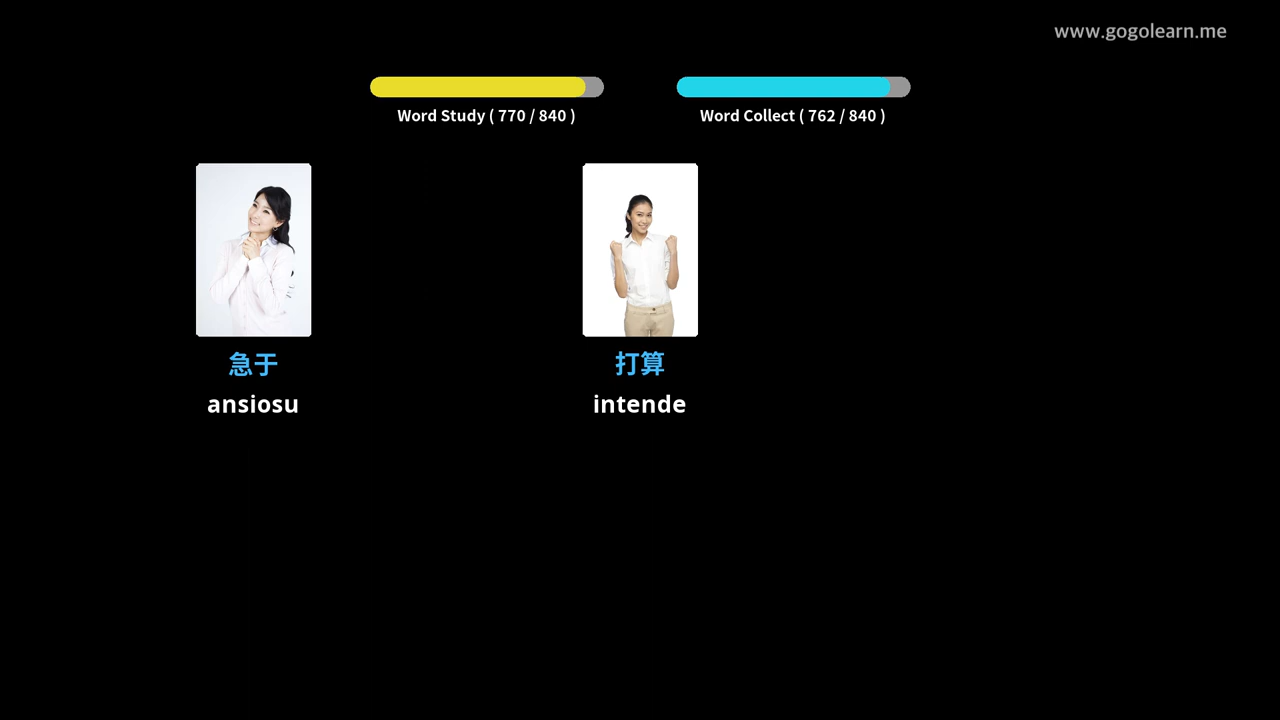 www.gogolearn.me
Word Study ( 770 / 840 )
Word Collect ( 762 / 840 )
急于
ansiosu
打算
intende